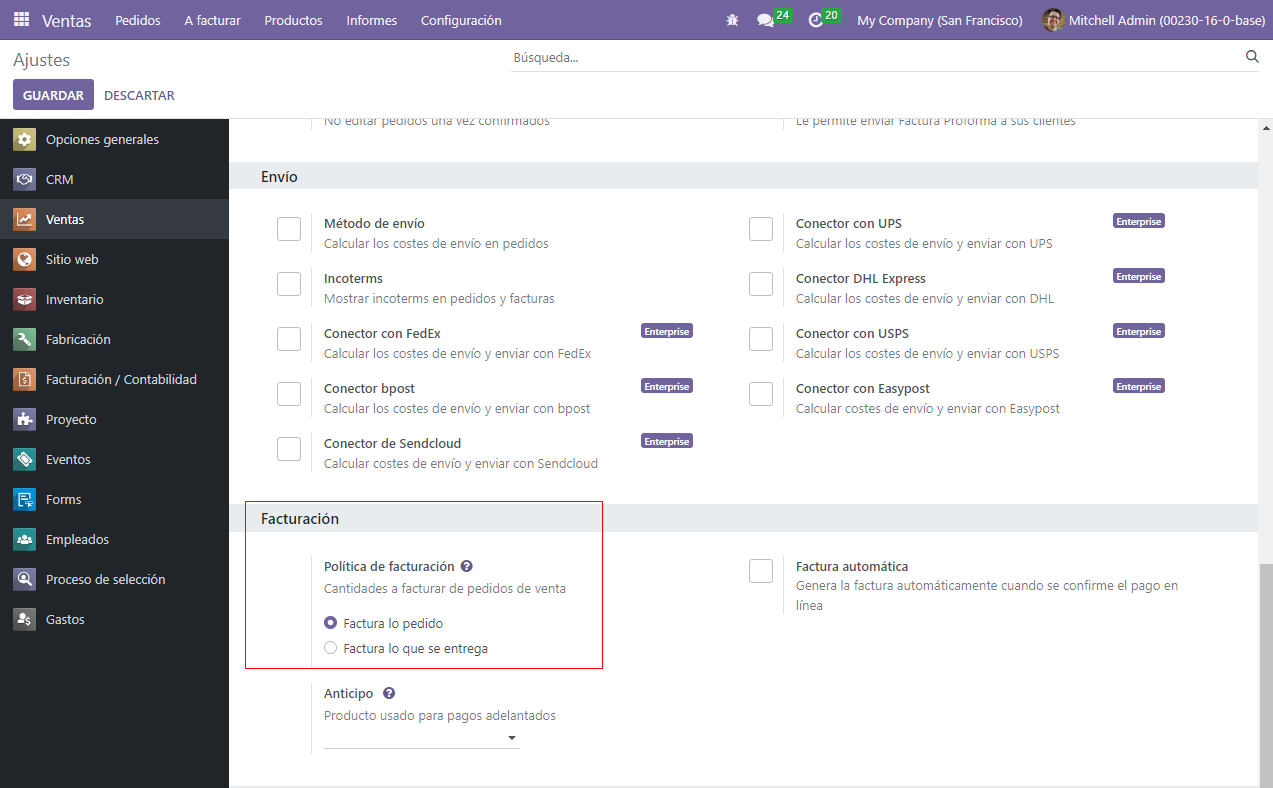 Ventas Pedidos A facturar Productos Informes Configuración 24 20 My Company (San Francisco) Mitchell Admin (00230-16-0-base)
Ajustes
Búsqueda...
GUARDAR DESCARTAR
Opciones generales
CRM
Ventas
Sitio web
Inventario
Fabricación
Facturación / Contabilidad
Proyecto
Eventos
Forms
Empleados
Proceso de selección
Gastos
No editar pedidos una vez confirmados
Le permite enviar Factura Proforma a sus clientes
Envío
Método de envío
Calcular los costes de envío en pedidos
Conector con UPS Enterprise
Calcular los costes de envío y enviar con UPS
Incoterms
Mostrar incoterms en pedidos y facturas
Conector DHL Express Enterprise
Calcular los costes de envío y enviar con DHL
Conector con FedEx Enterprise
Calcular los costes de envío y enviar con FedEx
Conector con USPS Enterprise
Calcular los costes de envío y enviar con USPS
Conector bpost Enterprise
Calcular los costes de envío y enviar con bpost
Conector con Easypost Enterprise
Calcular costes de envío y enviar con Easypost
Conector de Sendcloud Enterprise
Calcular costes de envío y enviar con Sendcloud
Facturación
Política de facturación ?
Cantidades a facturar de pedidos de venta
Factura lo pedido
Factura lo que se entrega
Factura automática
Genera la factura automáticamente cuando se confirme el pago en
línea
Anticipo ?
Producto usado para pagos adelantados